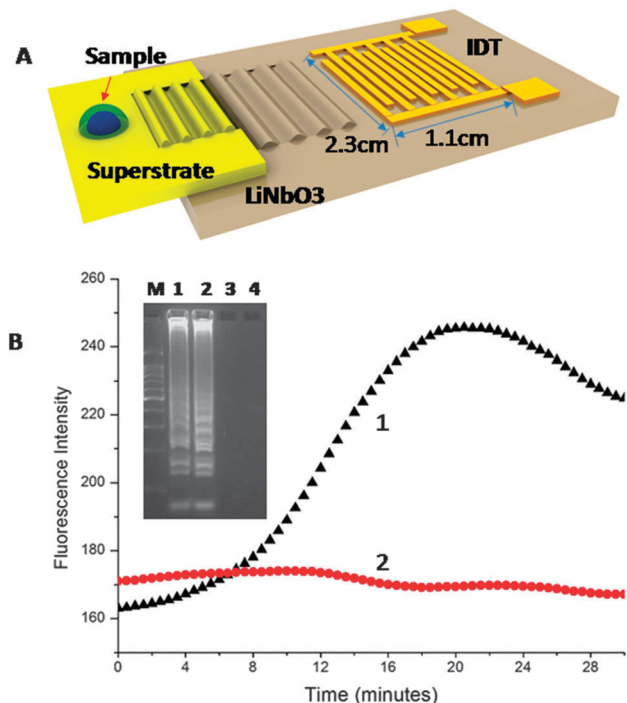 A
Sample
IDT
2.3cm
1.1cm
Superstrate
LiNbO3
B
M 1 2 3 4
260
240
220
200
180
160
1
2
0 4 8 12 16 20 24 28
Fluorescence Intensity
Time (minutes)